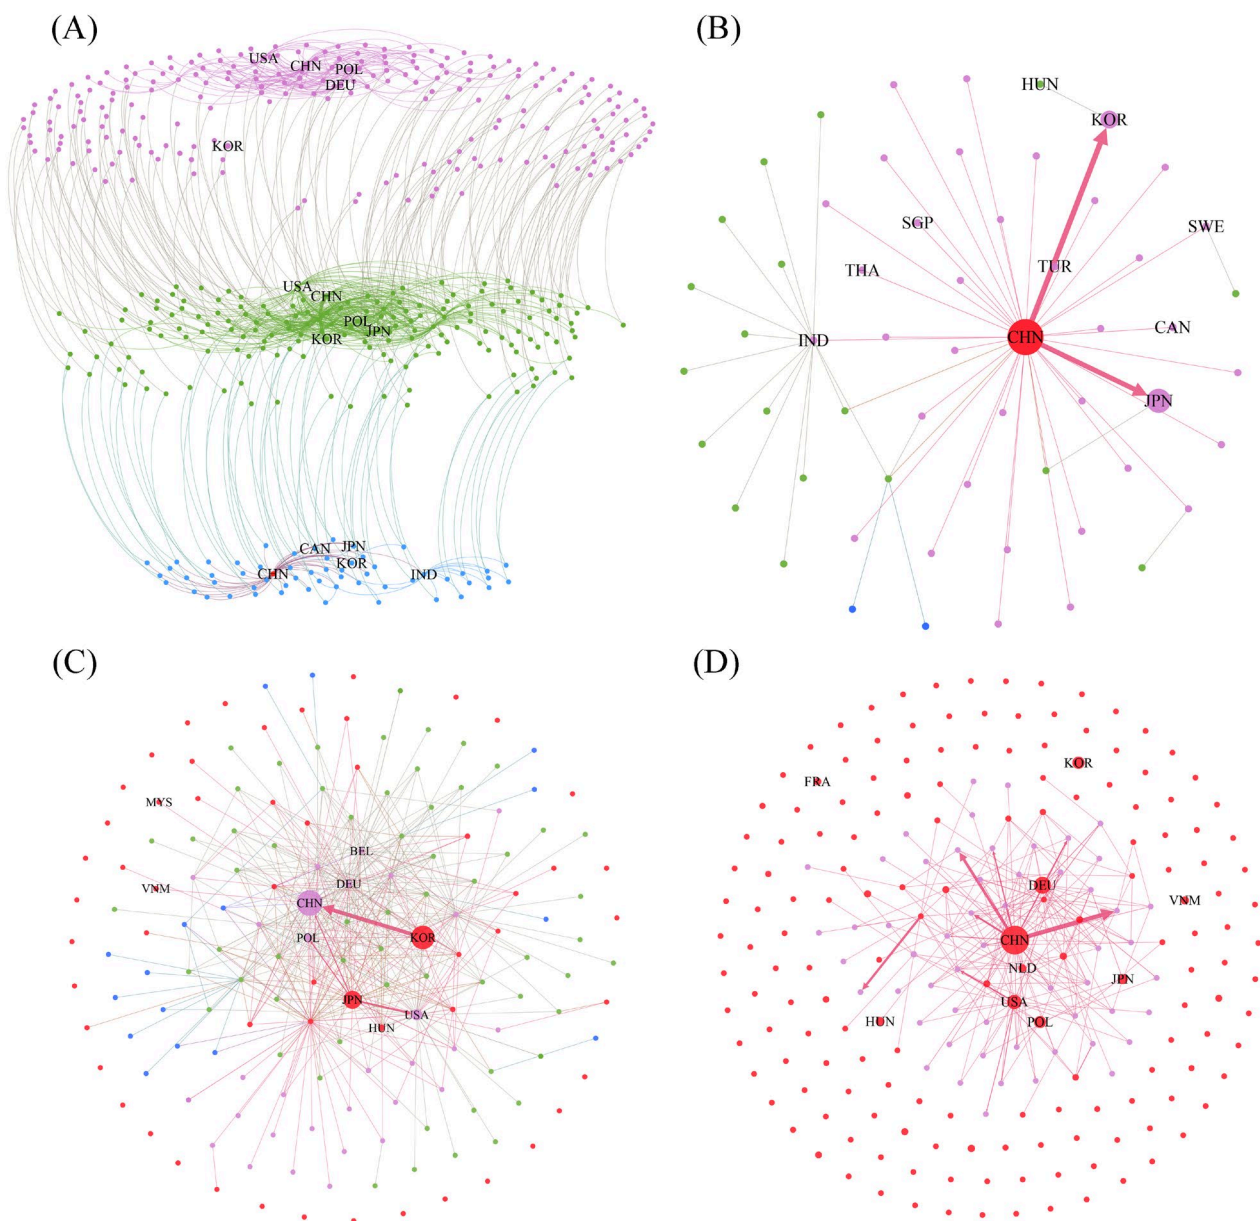 (A)
USA
CHN
POL
DEU
KOR
USA
CHN
POL
JPN
KOR
CAN
JPN
KOR
CHN
IND
(B)
HUN
KOR
SGP
SWE
THA
TUR
IND
CHN
CAN
JPN
(C)
MYS
BEL
VNM
DEU
CHN
POL
KOR
JPN
USA
HUN
(D)
KOR
FRA
DEU
VNM
CHN
NLD
JPN
USA
HUN
POL